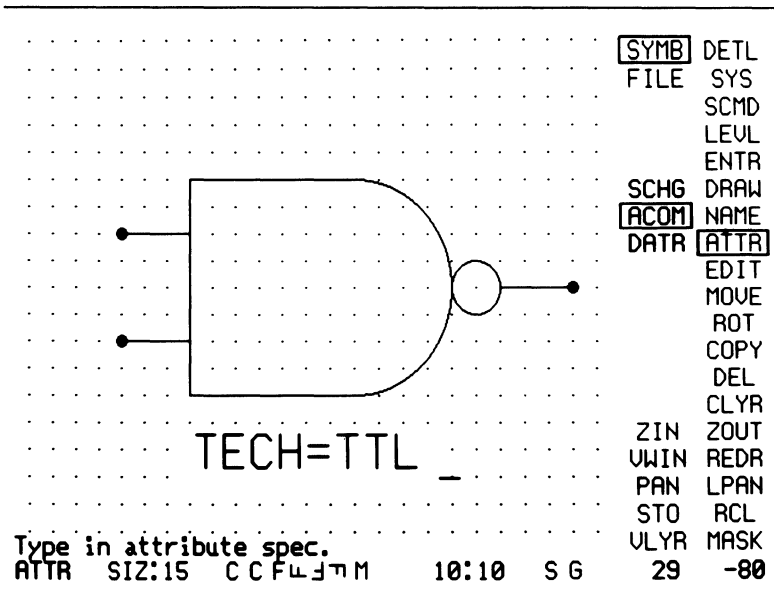 SYMB DETL
FILE SYS
SCMD
LEVL
ENTR
SCHG DRAW
ACOM NAME
DATR ATTR
EDIT
MOVE
ROT
COPY
DEL
CLYR
ZIN ZOUT
VWIN REDR
PAN LPAN
STO RCL
VLYR MASK
TECH=TTL _
Type in attribute spec.
ATTR SIZ:15 C C F M 10:10 S G 29 -80